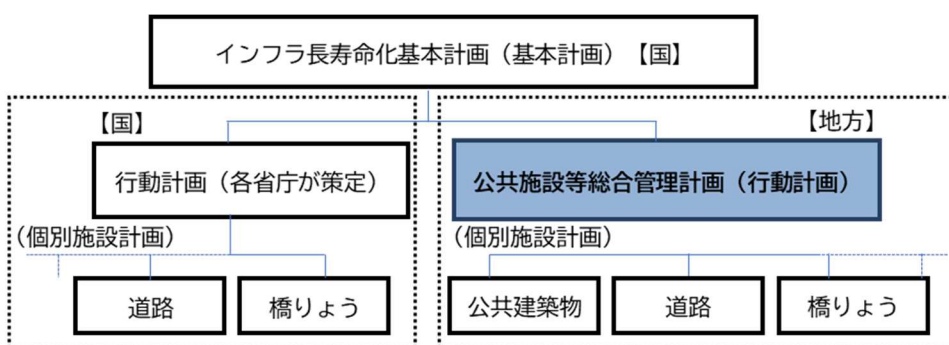 インフラ長寿命化基本計画（基本計画）【国】
【国】
【地方】
行動計画（各省庁が策定）
公共施設等総合管理計画（行動計画）
（個別施設計画）
（個別施設計画）
道路
橋りょう
公共建築物
道路
橋りょう